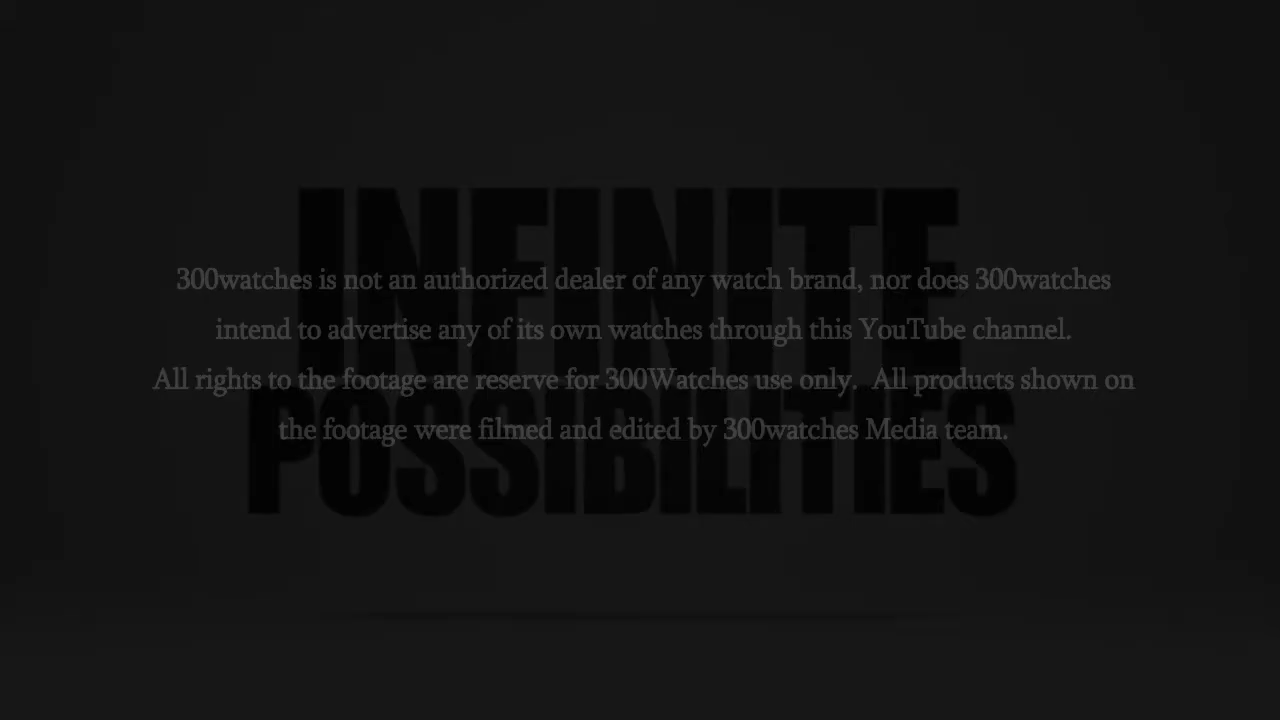 INFINITE
POSSIBILITIES
300watches is not an authorized dealer of any watch brand, nor does 300watches
intend to advertise any of its own watches through this YouTube channel.
All rights to the footage are reserve for 300Watches use only.  All products shown on
the footage were filmed and edited by 300watches Media team.